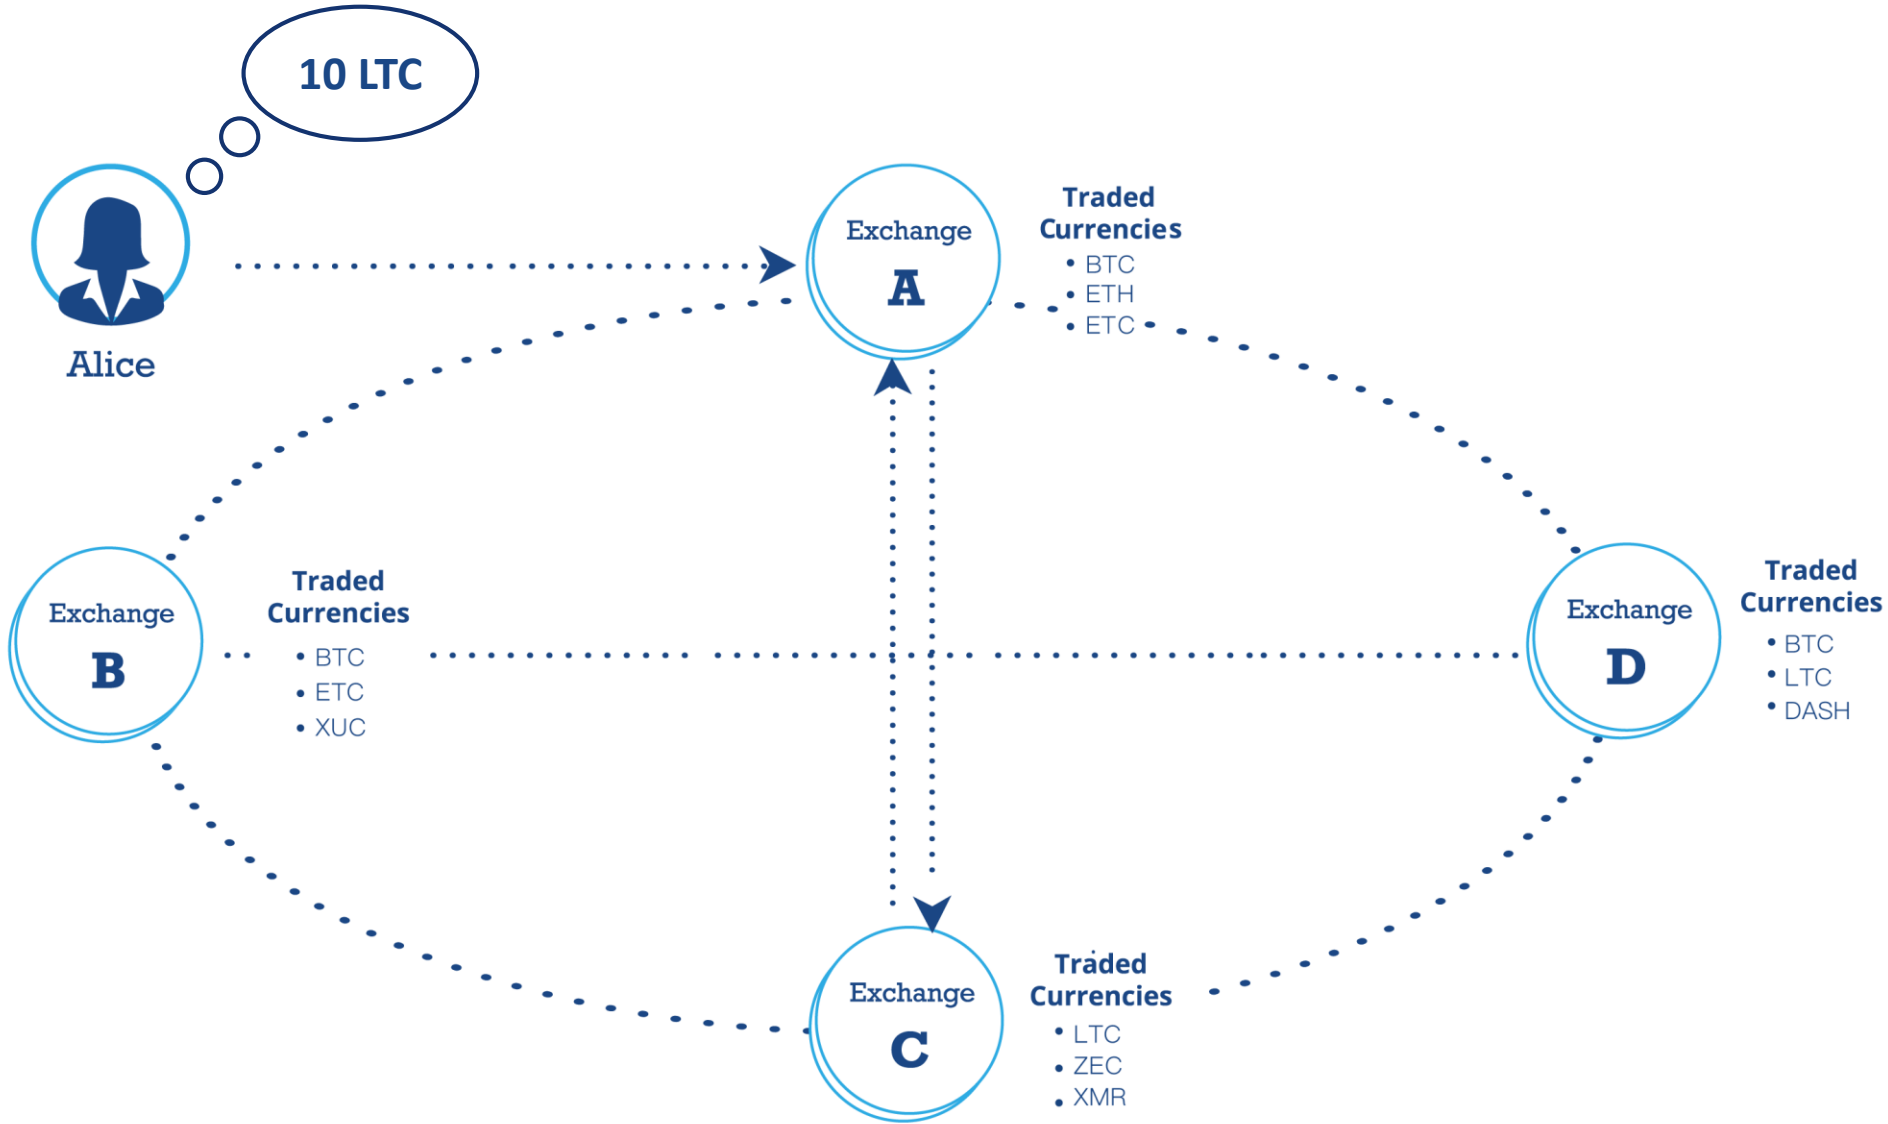 10 LTC
Alice
Exchange
A
Traded
Currencies
• BTC
• ETH
• ETC
Exchange
B
Traded
Currencies
• BTC
• ETC
• XUC
Exchange
D
Traded
Currencies
• BTC
• LTC
• DASH
Exchange
C
Traded
Currencies
• LTC
• ZEC
• XMR